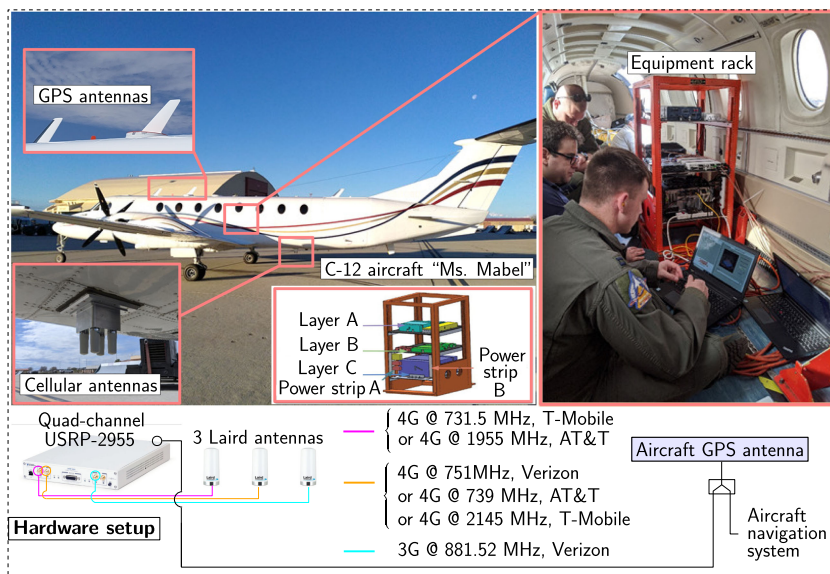 GPS antennas
Equipment rack
C-12 aircraft “Ms. Mabel”
Cellular antennas
Layer A
Layer B
Layer C
Power strip A
Power
strip
B
Quad-channel
USRP-2955
3 Laird antennas
Laird
Laird
Laird
4G @ 731.5 MHz, T-Mobile
or 4G @ 1955 MHz, AT&T
4G @ 751MHz, Verizon
or 4G @ 739 MHz, AT&T
or 4G @ 2145 MHz, T-Mobile
3G @ 881.52 MHz, Verizon
Aircraft GPS antenna
Aircraft
navigation
system
Hardware setup